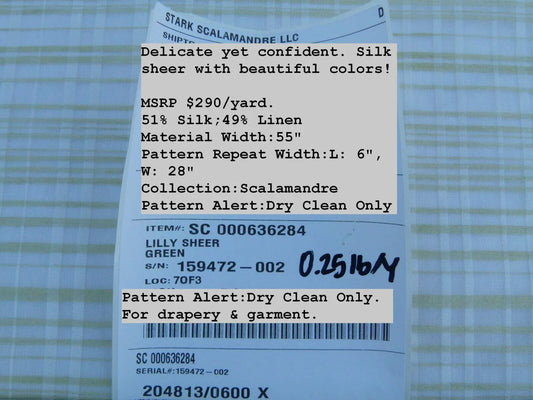 STARK SCALAMANDRE LLC
D
Delicate yet confident. Silk
sheer with beautiful colors!
MSRP $290/yard.
51% Silk;49% Linen
Material Width:55"
Pattern Repeat Width:L: 6",
W: 28"
Collection:Scalamandre
Pattern Alert:Dry Clean Only
ITEM#: SC 000636284
LILLY SHEER
GREEN
S/N: 159472-002
0.25 lb/y
LOC: 70F3
Pattern Alert:Dry Clean Only.
For drapery & garment.
SC 000636284
SERIAL#:159472-002
204813/0600 X